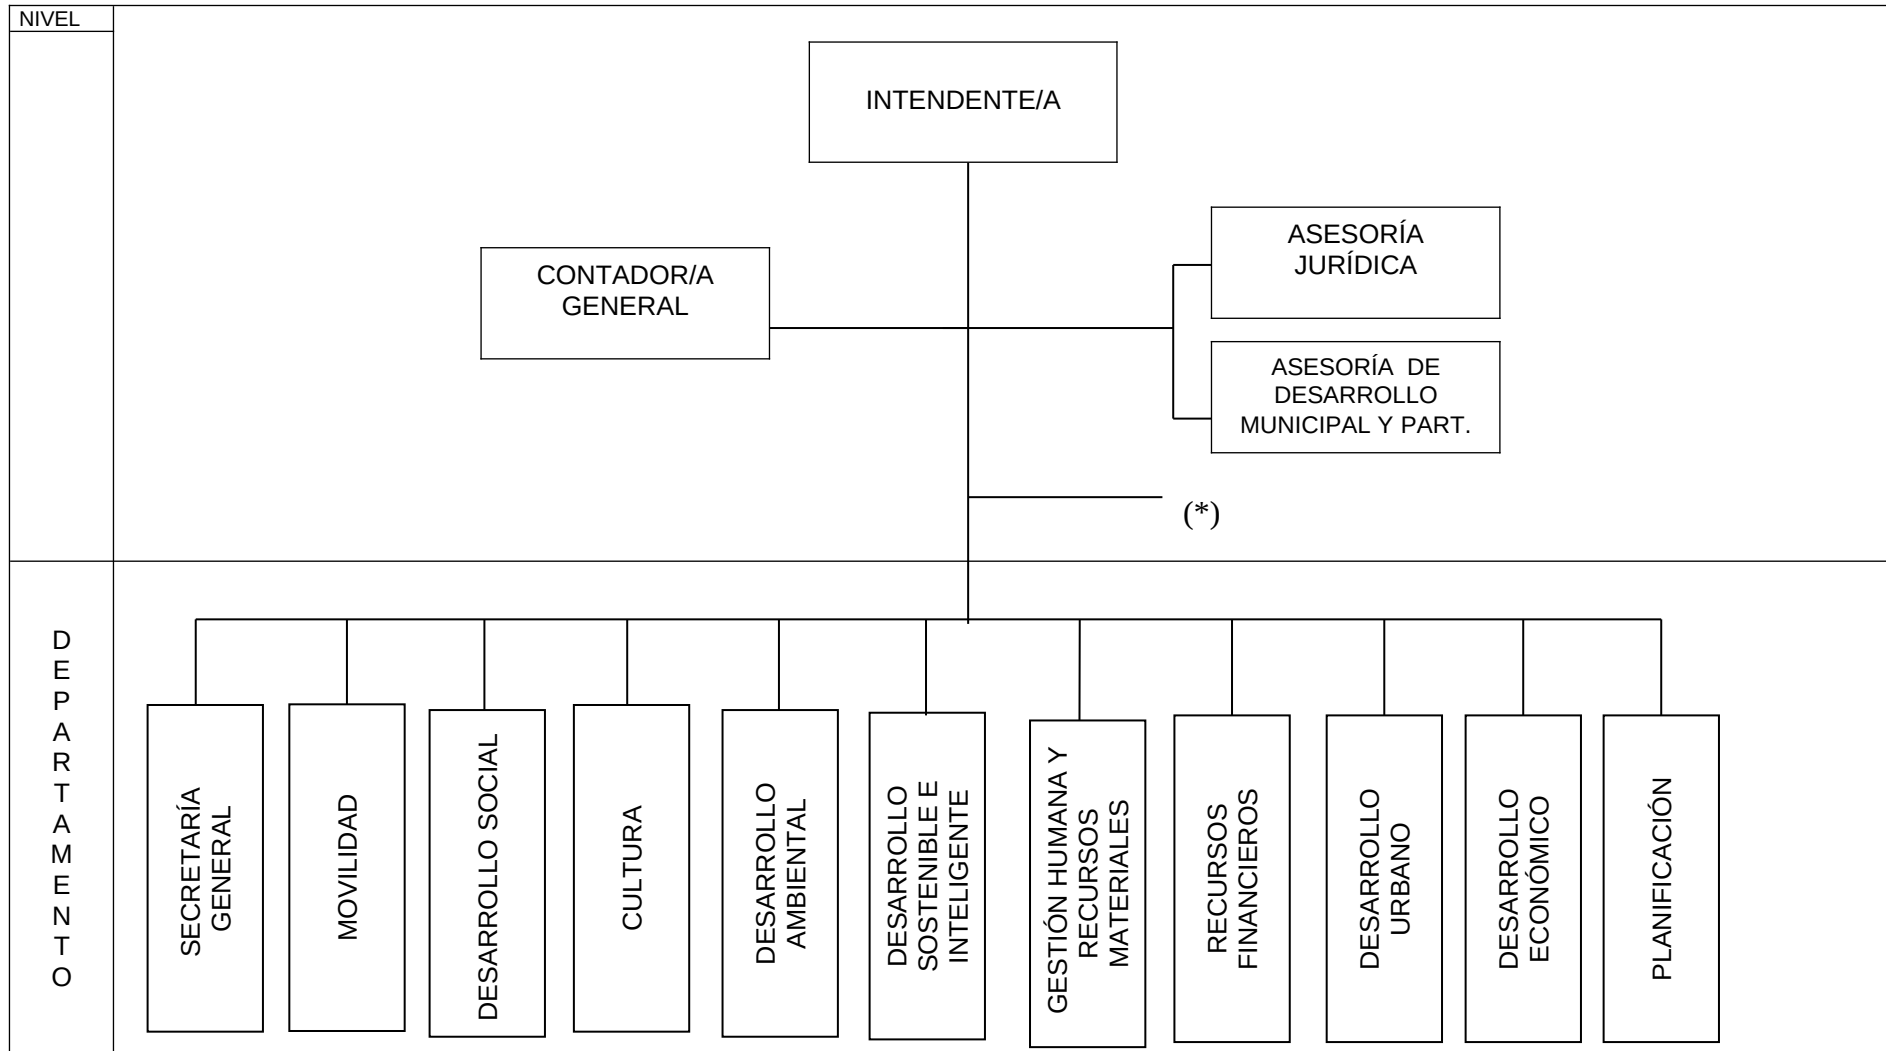 NIVEL
INTENDENTE/A
CONTADOR/A
GENERAL
ASESORÍA
JURÍDICA
ASESORÍA DE
DESARROLLO
MUNICIPAL Y PART.
(*)
D
E
P
A
R
T
A
M
E
N
T
O
SECRETARÍA
GENERAL
MOVILIDAD
DESARROLLO SOCIAL
CULTURA
DESARROLLO
AMBIENTAL
DESARROLLO
SOSTENIBLE E
INTELIGENTE
GESTIÓN HUMANA Y
RECURSOS
MATERIALES
RECURSOS
FINANCIEROS
DESARROLLO
URBANO
DESARROLLO
ECONÓMICO
PLANIFICACIÓN